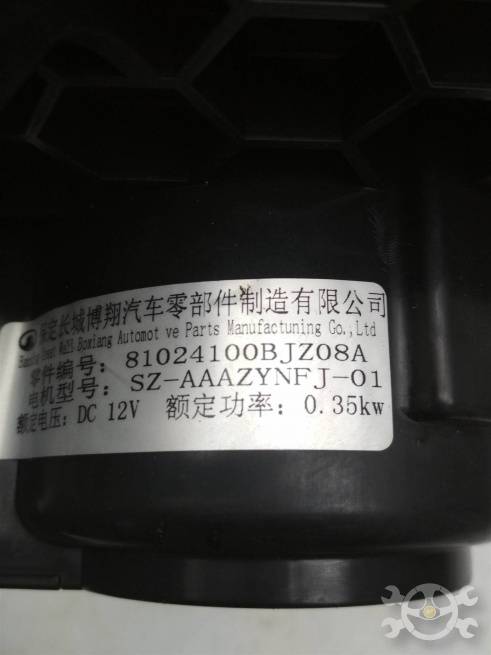 保定长城博翔汽车零部件制造有限公司
Baoding Great Wall Boxiang Automot ve Parts Manufactuning Go.,Ltd
零件编号: 81024100BJZ08A
电机型号: SZ-AAAZYNFJ-01
额定电压: DC 12V 额定功率: 0.35kw